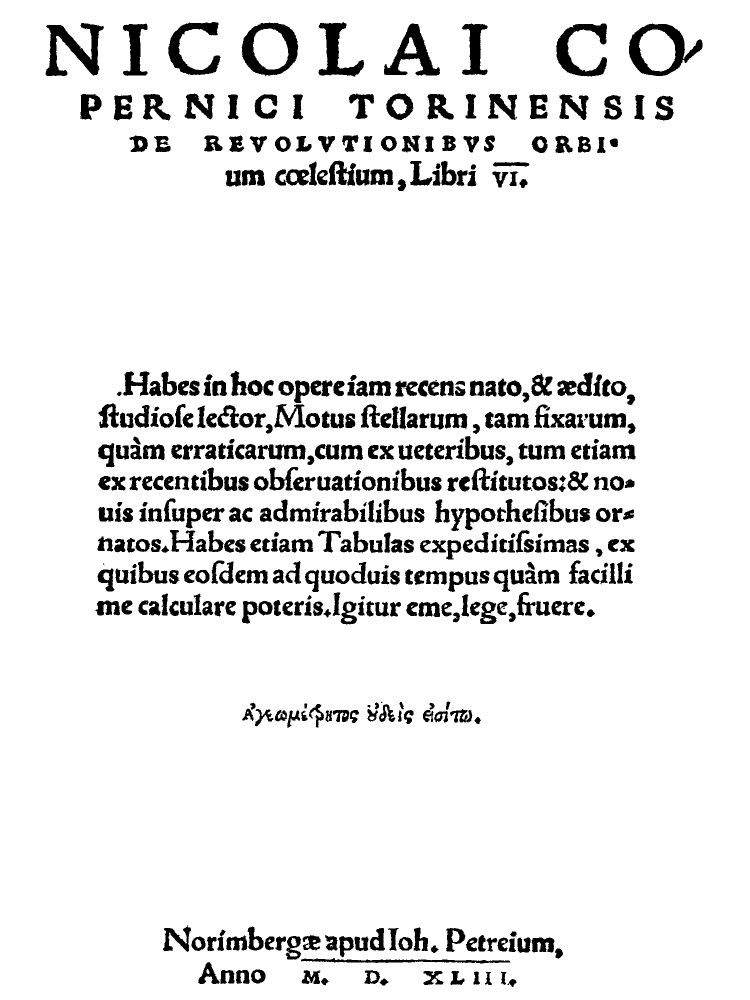 NICOLAI CO⸗
PERNICI TORINENSIS
DE REVOLVTIONIBVS ORBI⸗
um cœleſtium, Libri VI.
Habes in hoc opere iam recens nato, & ædito,
ſtudioſe lector, Motus ſtellarum, tam fixarum,
quàm erraticarum, cum ex ueteribus, tum etiam
ex recentibus obſeruationibus reſtitutos: & no⸗
uis inſuper ac admirabilibus hypotheſibus or⸗
natos. Habes etiam Tabulas expeditiſsimas, ex
quibus eoſdem ad quoduis tempus quàm facilli
me calculare poteris. Igitur eme, lege, fruere.
Ἀγεωμέτρητος οὐδεὶς εἰσίτω.
Norimbergæ apud Ioh. Petreium,
Anno M. D. XLIII.